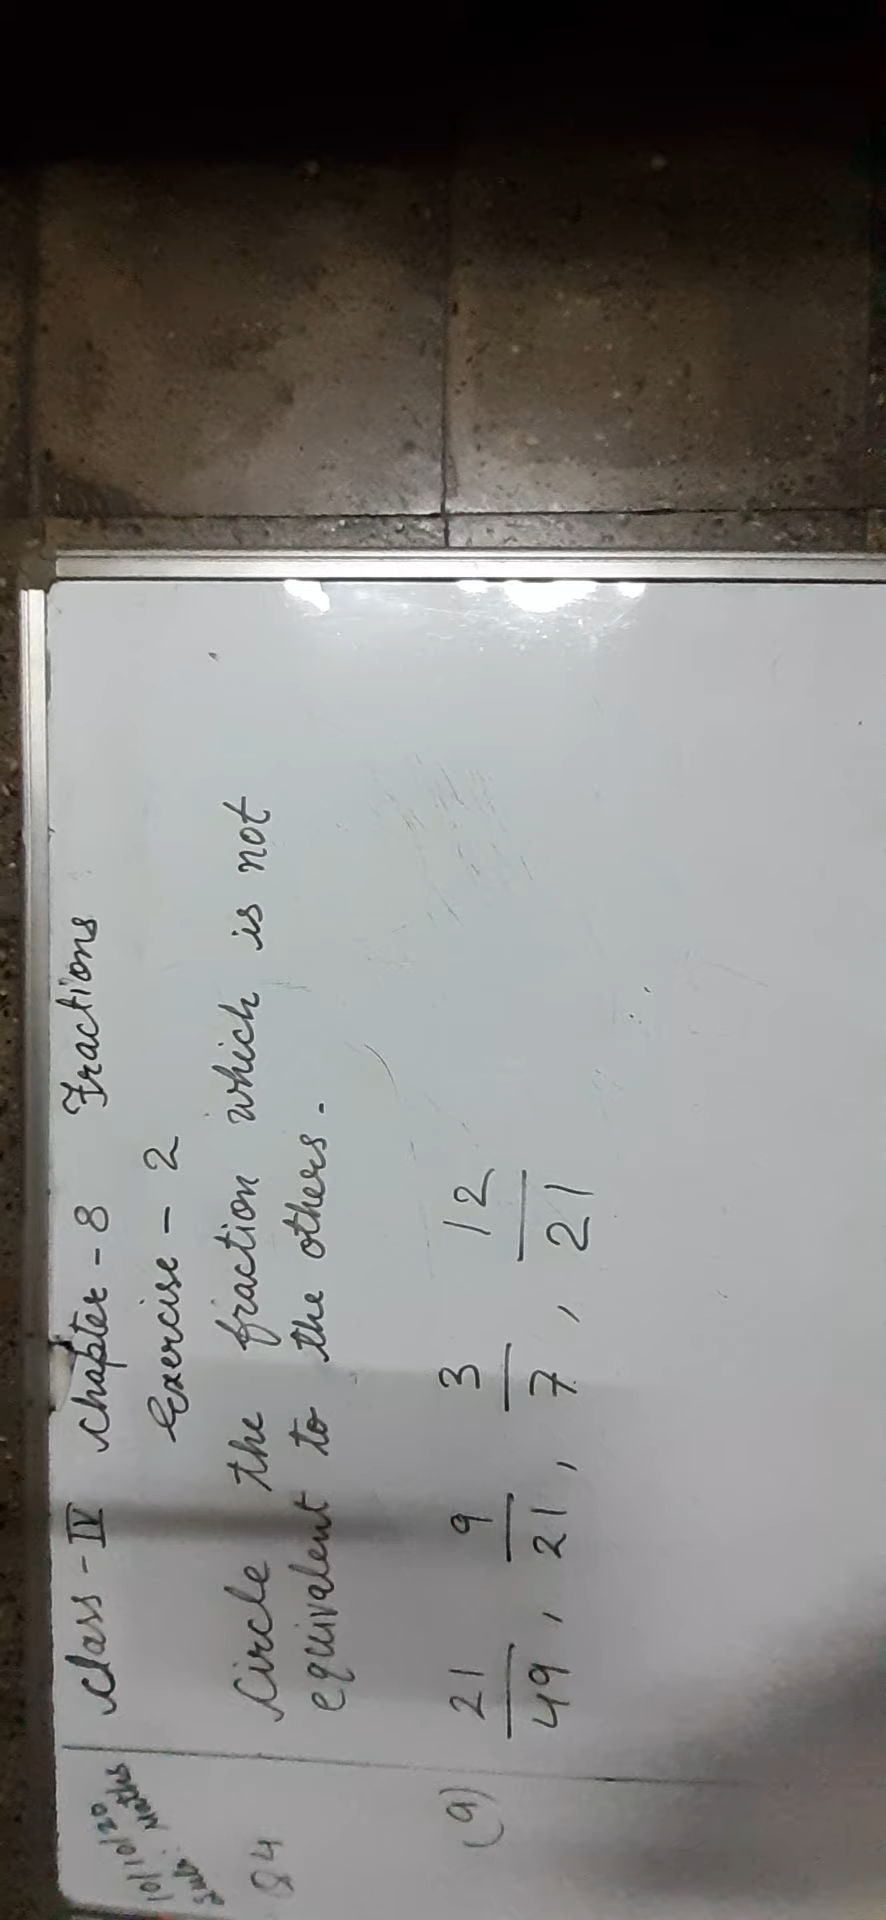 10/10/20
Sub: Maths
Class - IV Chapter - 8 Fractions
Exercise - 2
Q4 Circle the fraction which is not
equivalent to the others.
(a) 21/49, 9/21, 3/7, 12/21